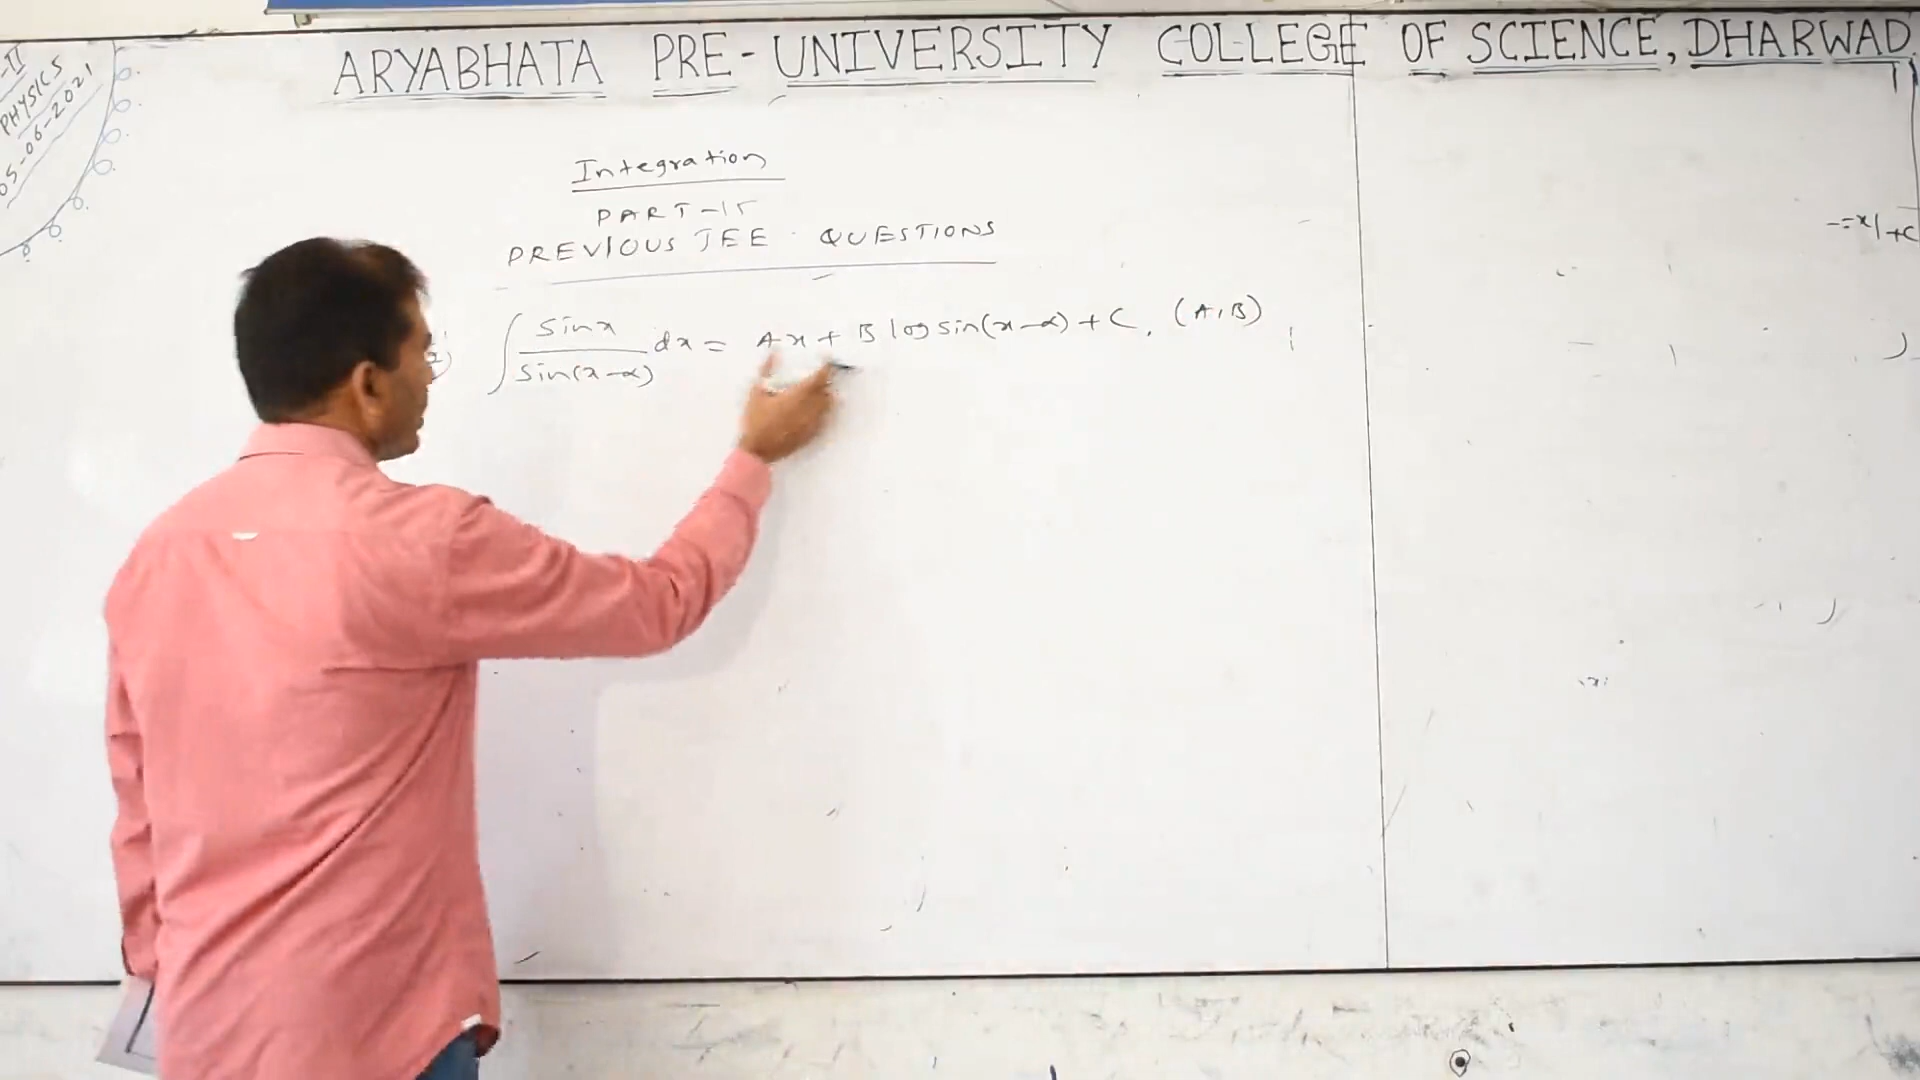 ARYABHATA PRE-UNIVERSITY COLLEGE OF SCIENCE, DHARWAD
-II
PHYSICS
05-06-2021
Integration
PART-15
PREVIOUS JEE QUESTIONS
∫ sinx / sin(x-α) dx = Ax + B log sin(x-α) + C, (A,B)
=x/+C